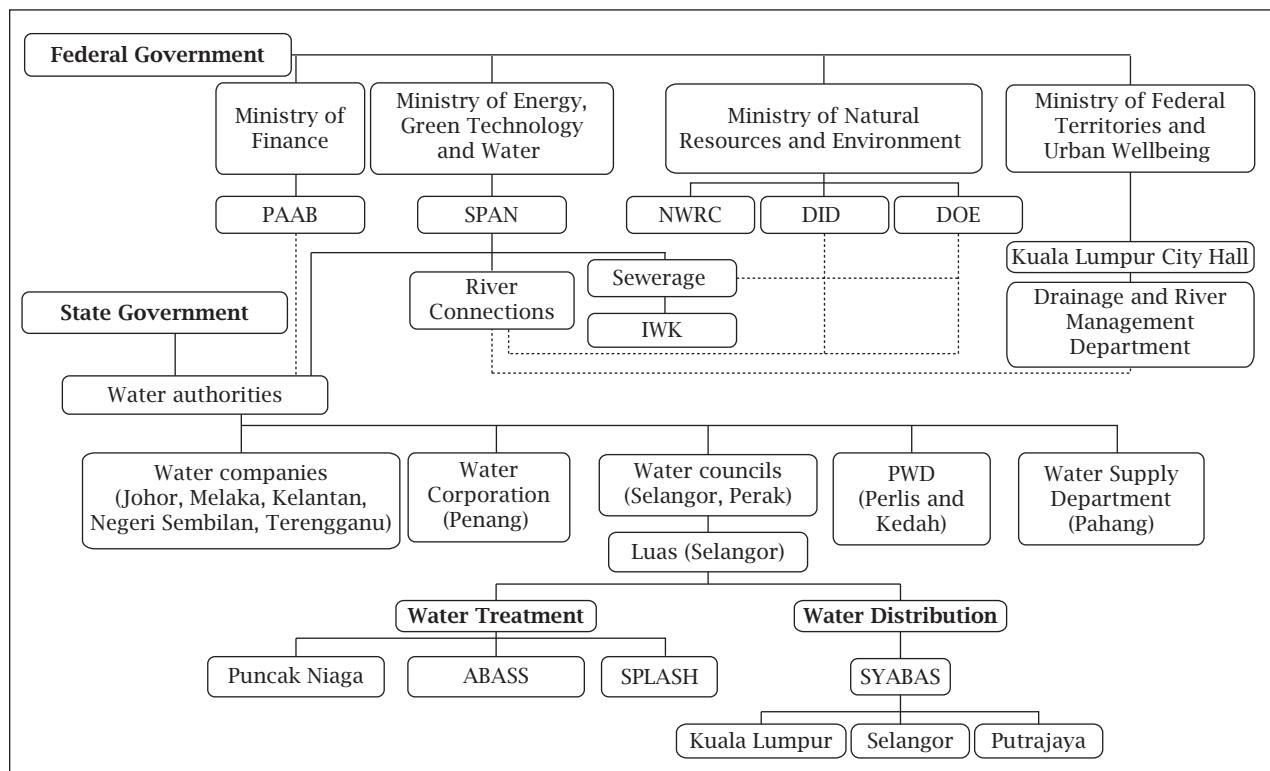 Federal Government
Ministry of
Finance
Ministry of Energy,
Green Technology
and Water
Ministry of Natural
Resources and Environment
Ministry of Federal
Territories and
Urban Wellbeing
PAAB
SPAN
NWRC
DID
DOE
Kuala Lumpur City Hall
Sewerage
River
Connections
Drainage and River
Management
Department
State Government
IWK
Water authorities
Water companies
(Johor, Melaka, Kelantan,
Negeri Sembilan, Terengganu)
Water
Corporation
(Penang)
Water councils
(Selangor, Perak)
PWD
(Perlis and
Kedah)
Water Supply
Department
(Pahang)
Luas (Selangor)
Water Treatment
Water Distribution
Puncak Niaga
ABASS
SPLASH
SYABAS
Kuala Lumpur
Selangor
Putrajaya